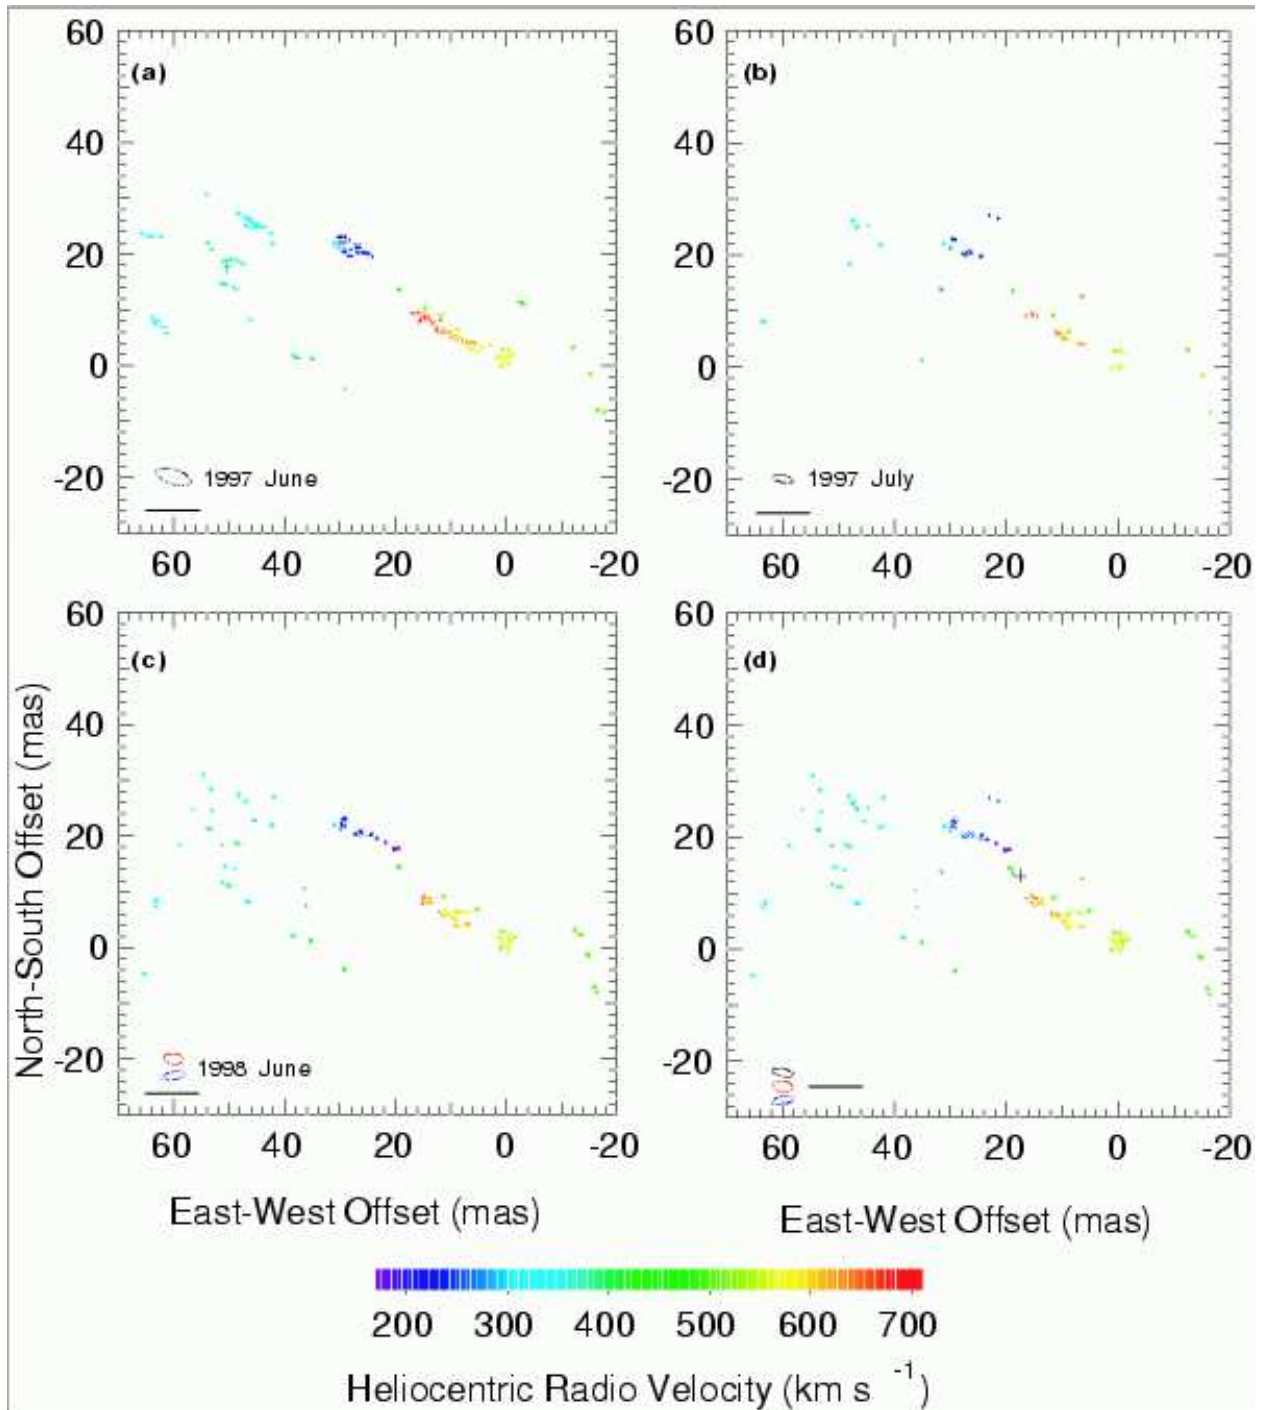 60 (a) 60 (b)
40 40
20 20
0 0
-20 1997 June -20 1997 July
60 40 20 0 -20 60 40 20 0 -20
60 (c) 60 (d)
40 40
20 20
0 0
-20 1998 June -20
60 40 20 0 -20 60 40 20 0 -20
North-South Offset (mas)
East-West Offset (mas) East-West Offset (mas)
200 300 400 500 600 700
Heliocentric Radio Velocity (km s -1)